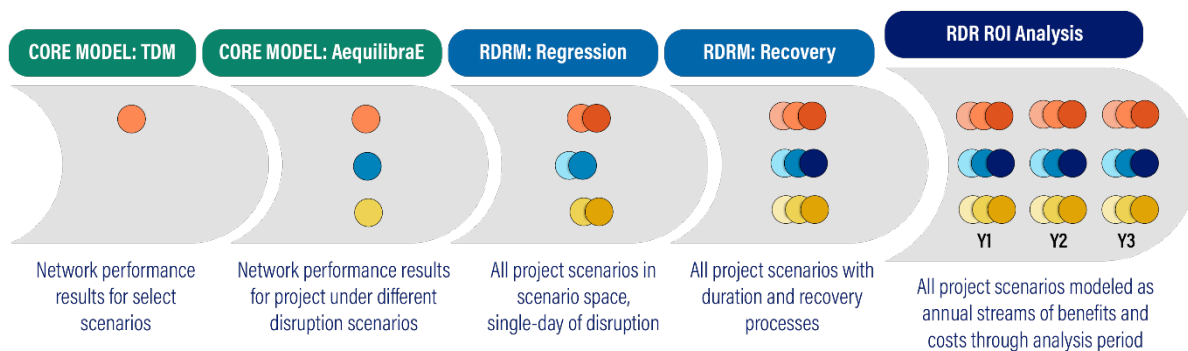 CORE MODEL: TDM
CORE MODEL: AequilibraE
RDRM: Regression
RDRM: Recovery
RDR ROI Analysis
Y1
Y2
Y3
Network performance
results for select
scenarios
Network performance results
for project under different
disruption scenarios
All project scenarios in
scenario space,
single-day of disruption
All project scenarios with
duration and recovery
processes
All project scenarios modeled as
annual streams of benefits and
costs through analysis period